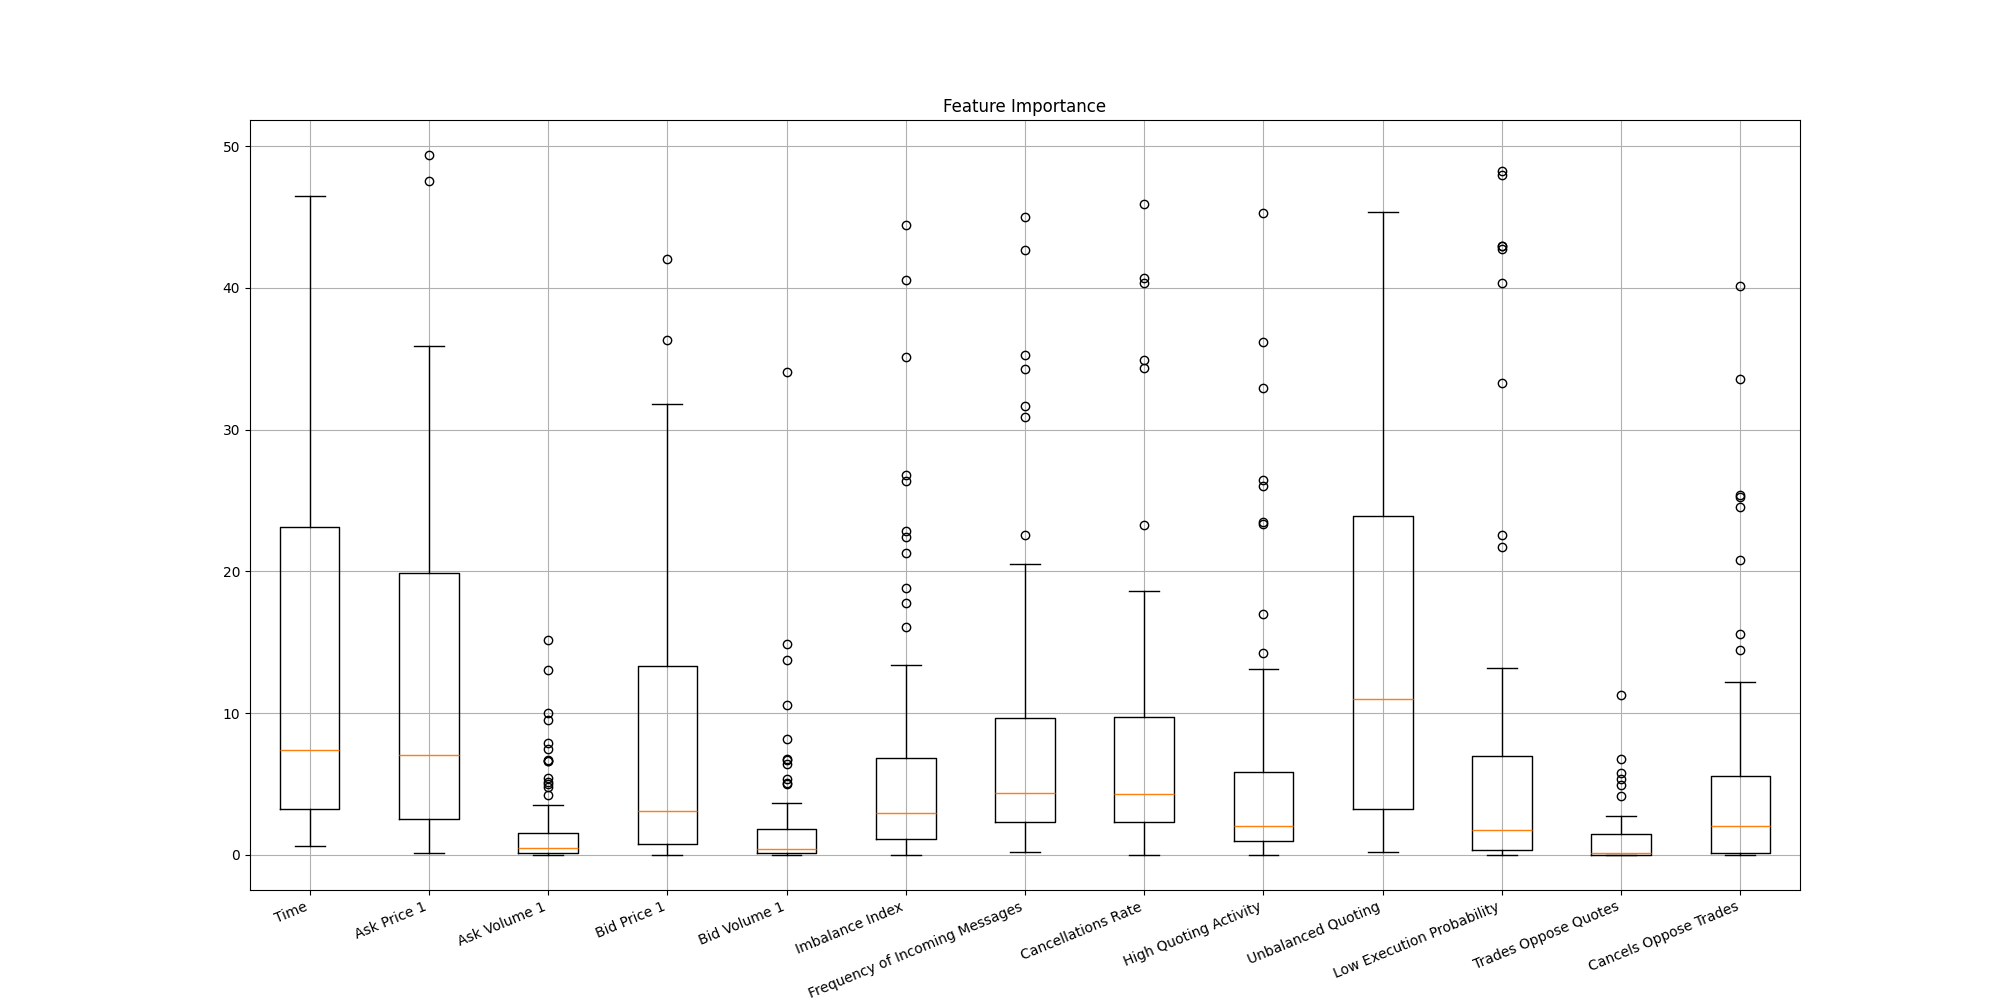 Feature Importance
50
40
30
20
10
0
Time
Ask Price 1
Ask Volume 1
Bid Price 1
Bid Volume 1
Imbalance Index
Frequency of Incoming Messages
Cancellations Rate
High Quoting Activity
Unbalanced Quoting
Low Execution Probability
Trades Oppose Quotes
Cancels Oppose Trades